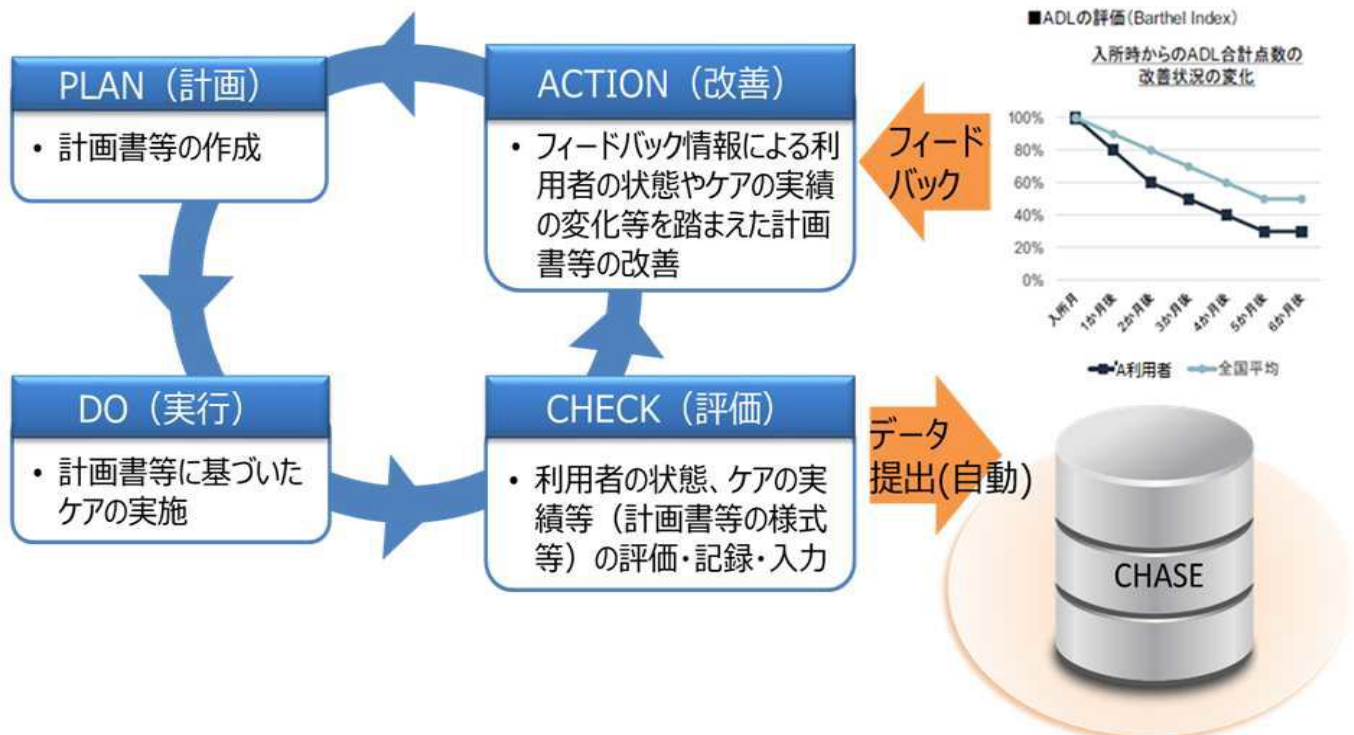 PLAN（計画）
・計画書等の作成
ACTION（改善）
・フィードバック情報による利
用者の状態やケアの実績
の変化等を踏まえた計画
書等の改善
フィード
バック
■ADLの評価(Barthel Index)
入所時からのADL合計点数の
改善状況の変化
100%
80%
60%
40%
20%
0%
入所月
1か月後
2か月後
3か月後
4か月後
5か月後
6か月後
A利用者
全国平均
DO（実行）
・計画書等に基づいた
ケアの実施
CHECK（評価）
・利用者の状態、ケアの実
績等（計画書等の様式
等）の評価・記録・入力
データ
提出(自動)
CHASE